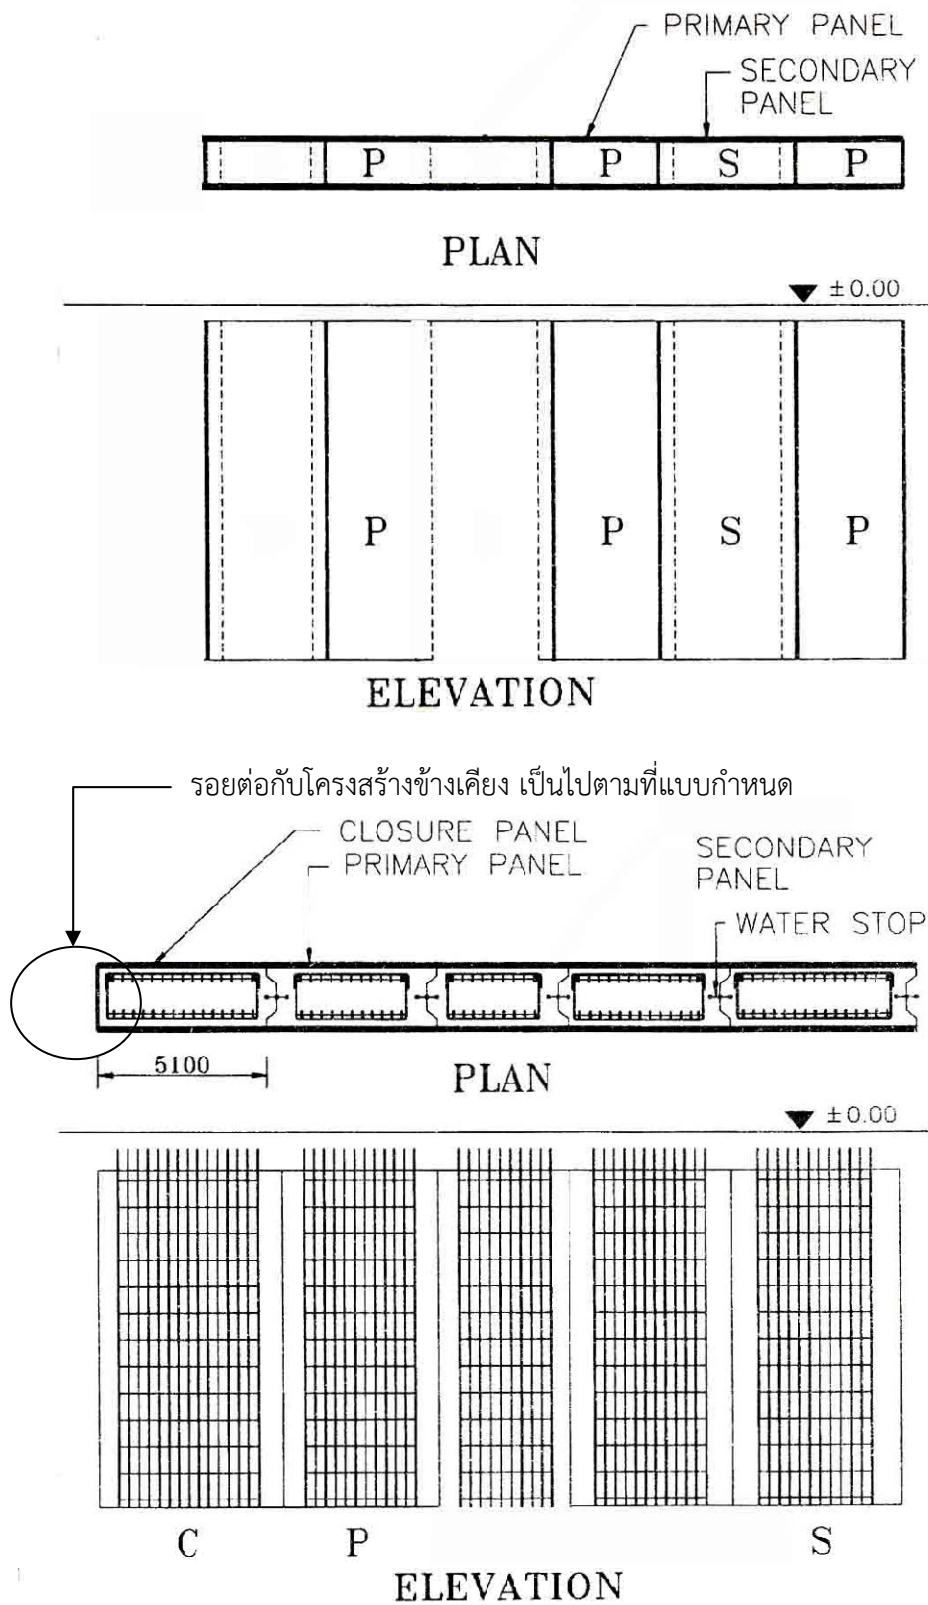 PRIMARY PANEL
SECONDARY
PANEL
P P S P
PLAN
±0.00
P P S P
ELEVATION
รอยต่อกับโครงสร้างข้างเคียง เป็นไปตามที่แบบกำหนด
CLOSURE PANEL
PRIMARY PANEL
SECONDARY
PANEL
WATER STOP
5100
PLAN
±0.00
C P S
ELEVATION